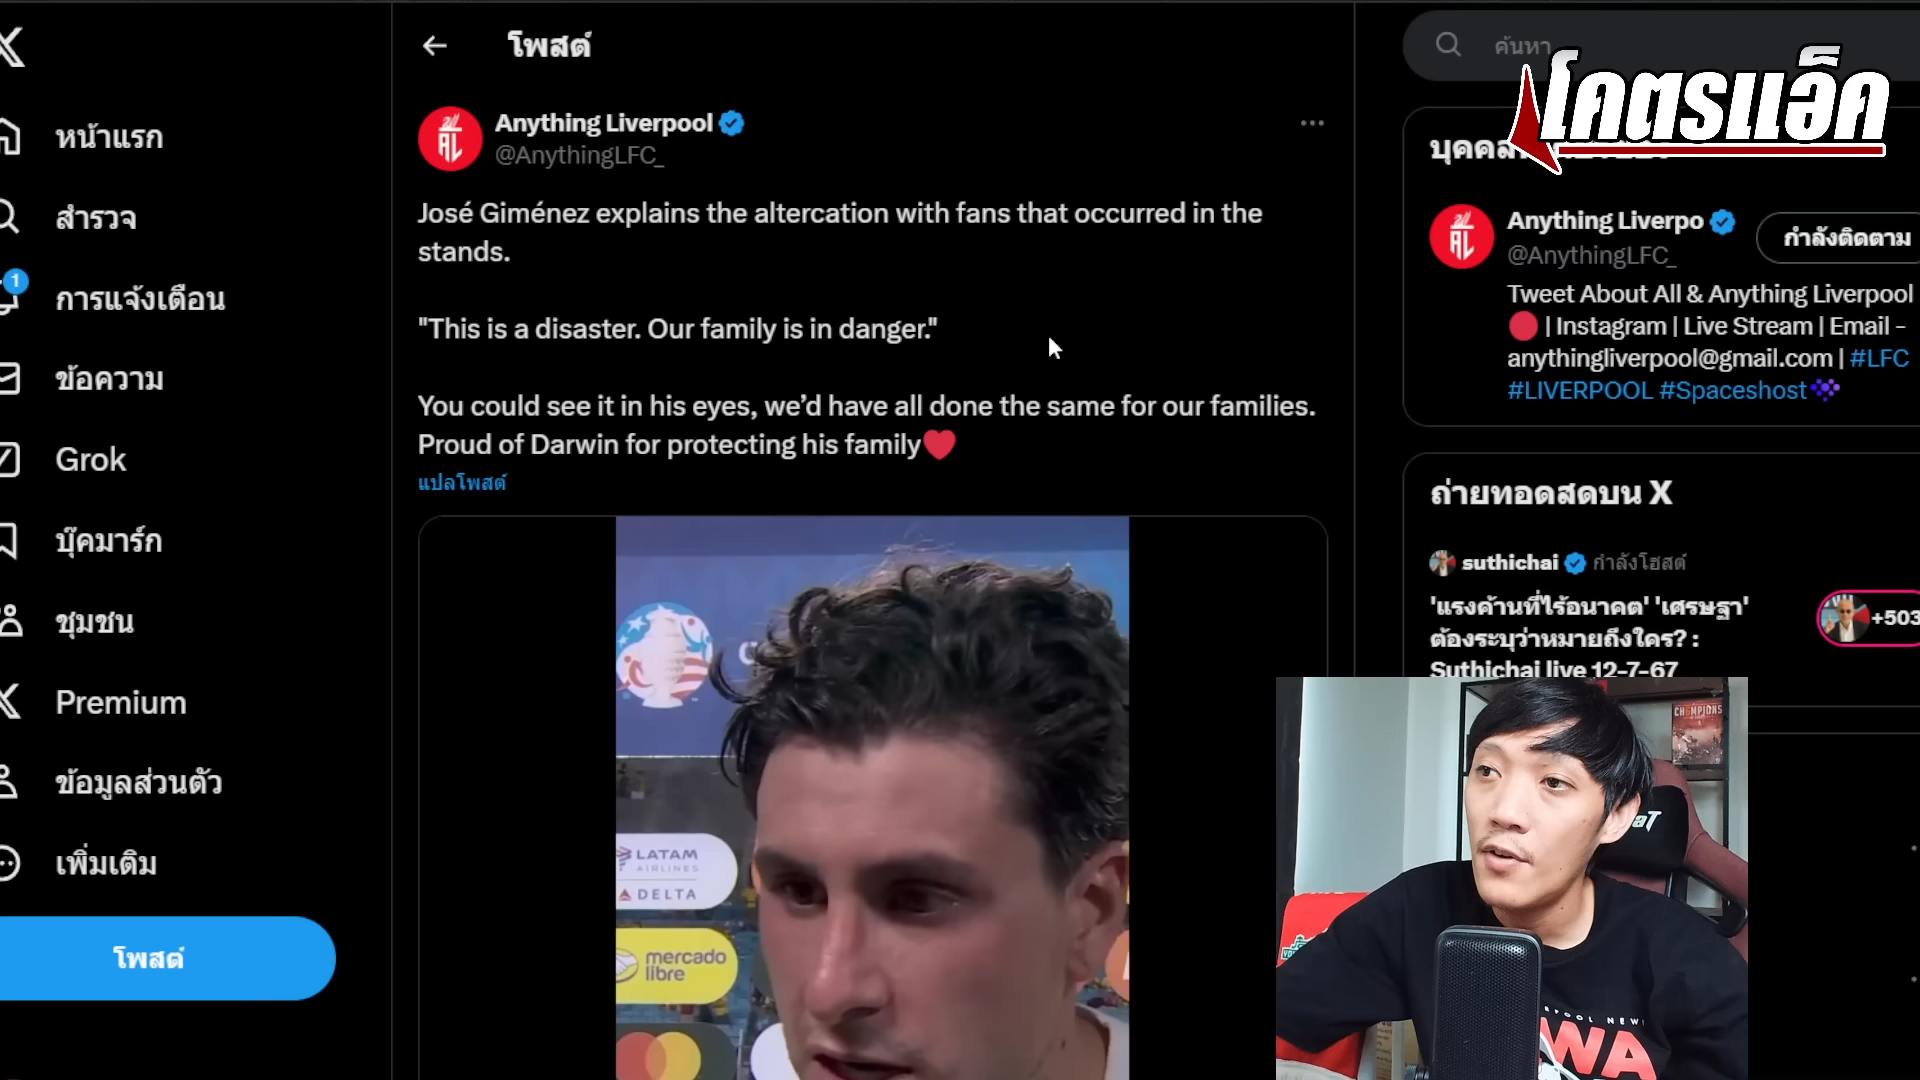 หน้าแรก
สำรวจ
1
การแจ้งเตือน
ข้อความ
Grok
บุ๊คมาร์ก
ชุมชน
Premium
ข้อมูลส่วนตัว
เพิ่มเติม
โพสต์
โพสต์
Anything Liverpool
@AnythingLFC_
José Giménez explains the altercation with fans that occurred in the
stands.
"This is a disaster. Our family is in danger."
You could see it in his eyes, we’d have all done the same for our families.
Proud of Darwin for protecting his family❤️
แปลโพสต์
LATAM
AIRLINES
DELTA
mercado
libre
ค้นหา
โคตรแอ็ค
Anything Liverpo
@AnythingLFC_
กำลังติดตาม
Tweet About All & Anything Liverpool
🔴 | Instagram | Live Stream | Email -
anythingliverpool@gmail.com | #LFC
#LIVERPOOL #Spaceshost
ถ่ายทอดสดบน X
suthichai กำลังโฮสต์
'แรงต้านที่ไร้อนาคต' 'เศรษฐา'
ต้องระบุว่าหมายถึงใคร? :
Suthichai live 12-7-67
+503
CHAMPIONS